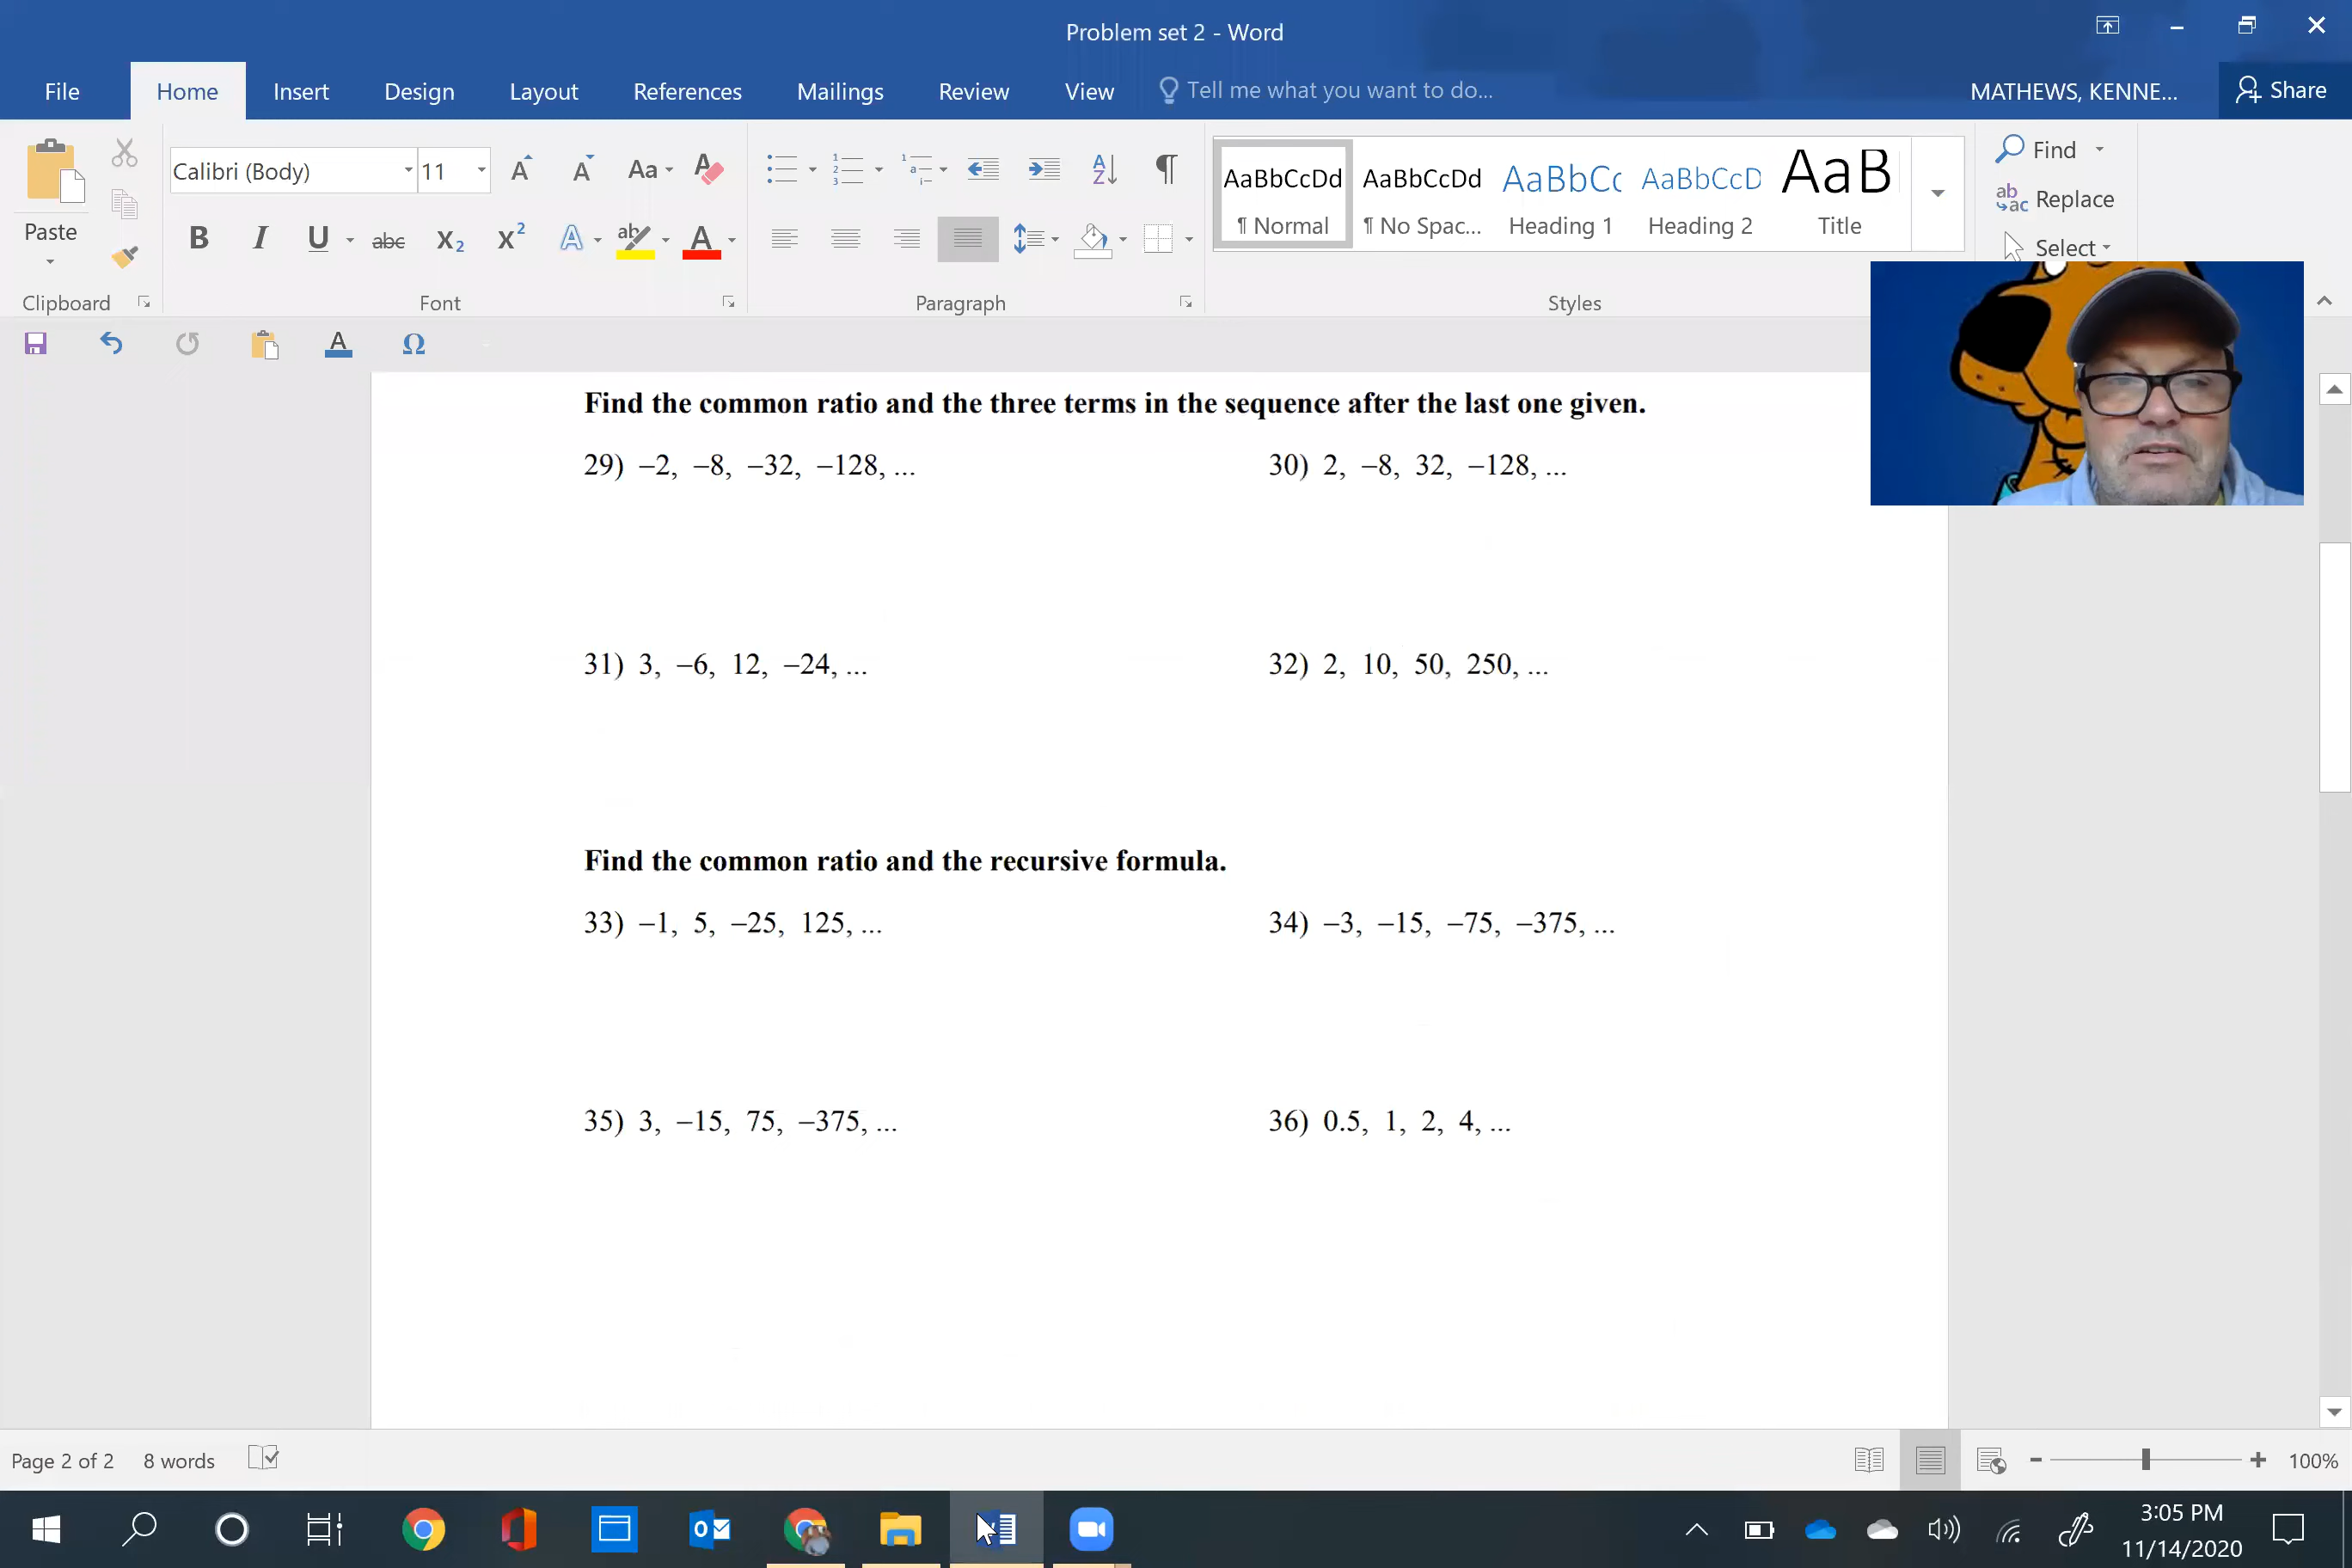 Problem set 2 - Word
File Home Insert Design Layout References Mailings Review View Tell me what you want to do... MATHEWS, KENNE... Share
Paste
Clipboard
Calibri (Body) 11
Font
Paragraph
AaBbCcDd AaBbCcDd AaBbCc AaBbCcD AaB
¶ Normal ¶ No Spac... Heading 1 Heading 2 Title
Styles
Find
Replace
Select
Find the common ratio and the three terms in the sequence after the last one given.
29) –2, –8, –32, –128, ... 30) 2, –8, 32, –128, ...
31) 3, –6, 12, –24, ... 32) 2, 10, 50, 250, ...
Find the common ratio and the recursive formula.
33) –1, 5, –25, 125, ... 34) –3, –15, –75, –375, ...
35) 3, –15, 75, –375, ... 36) 0.5, 1, 2, 4, ...
Page 2 of 2 8 words 100%
3:05 PM
11/14/2020